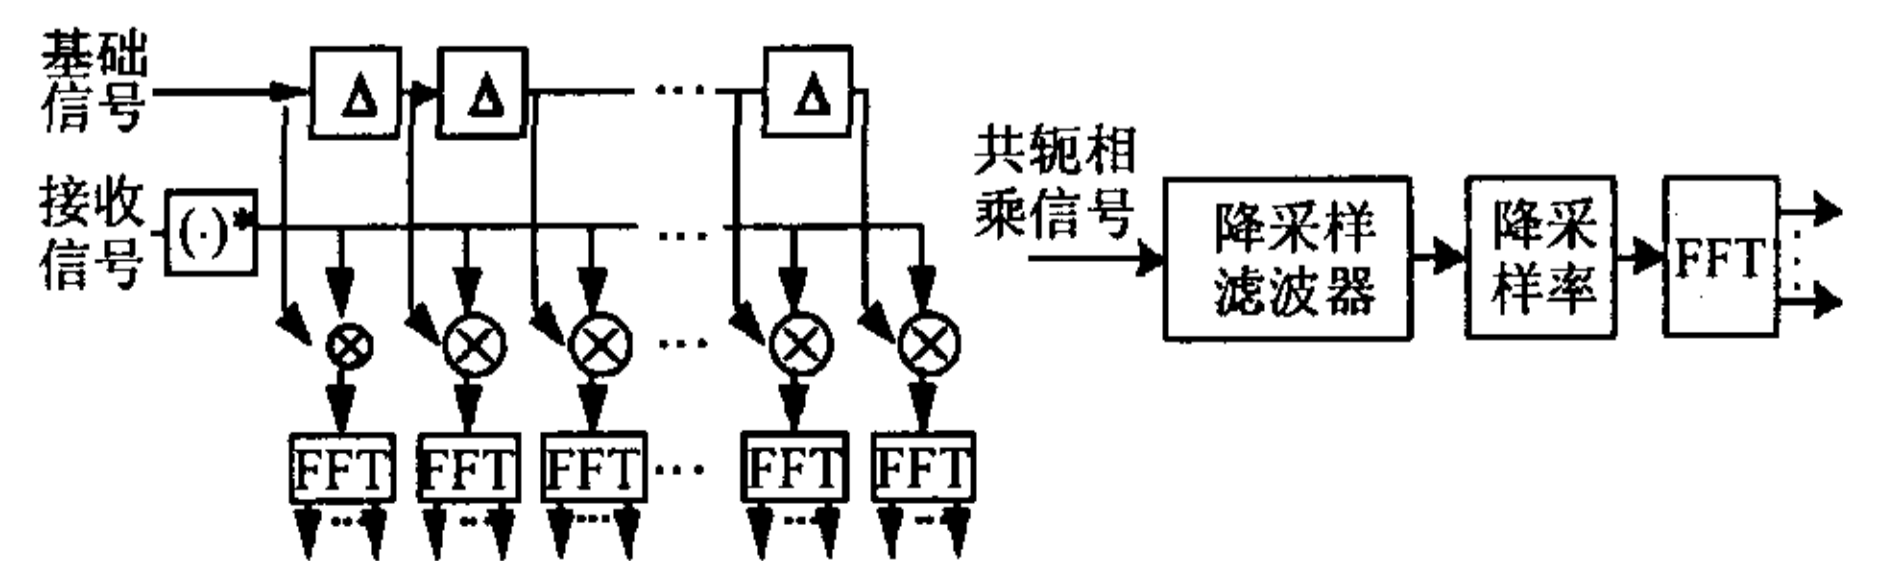 基础
信号
Δ Δ ... Δ
接收
信号
(·)*
...
...
FFT FFT FFT ... FFT FFT
... ... ... ... ...
共轭相
乘信号
降采样
滤波器
降采
样率
FFT